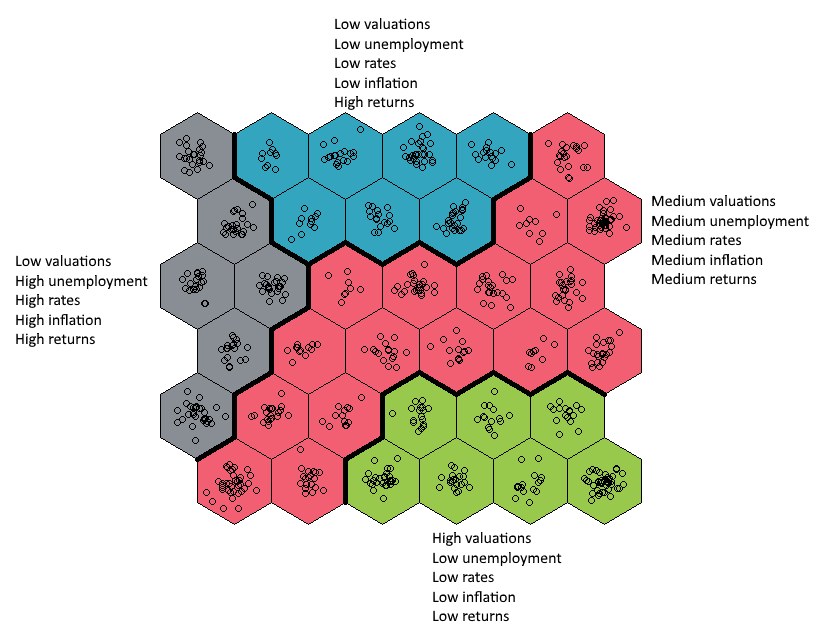 Low valuations
Low unemployment
Low rates
Low inflation
High returns
Medium valuations
Medium unemployment
Medium rates
Medium inflation
Medium returns
Low valuations
High unemployment
High rates
High inflation
High returns
High valuations
Low unemployment
Low rates
Low inflation
Low returns